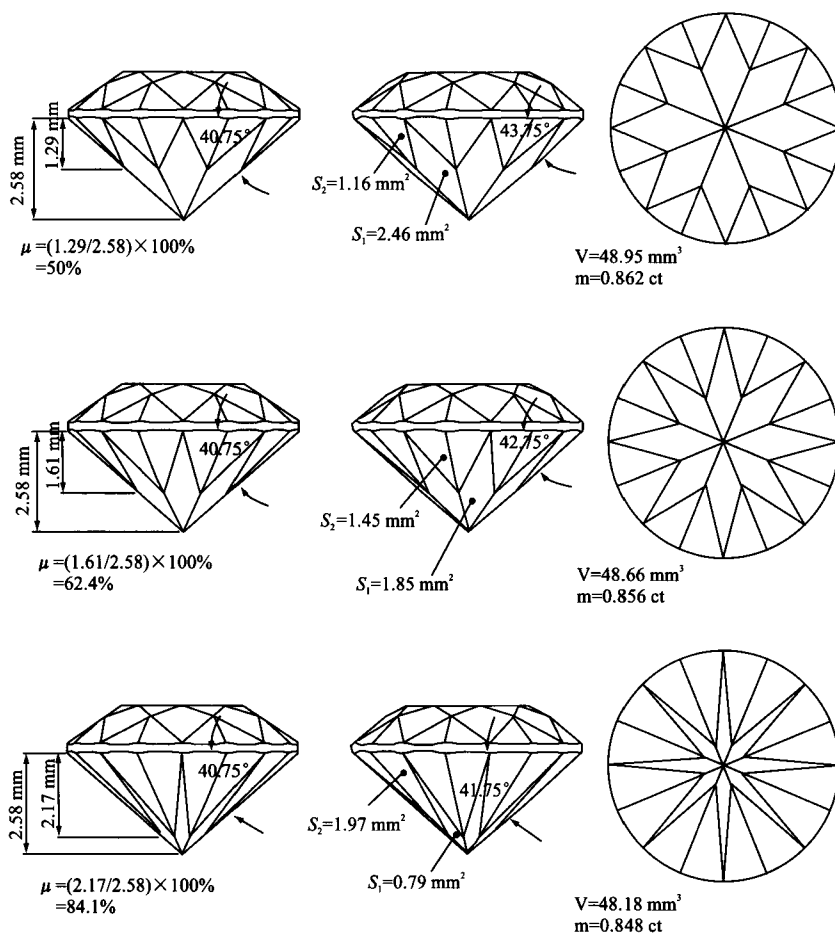 2.58 mm
1.29 mm
40.75°
μ=(1.29/2.58)×100%
=50%
43.75°
S₂=1.16 mm²
S₁=2.46 mm²
V=48.95 mm³
m=0.862 ct
2.58 mm
1.61 mm
40.75°
μ=(1.61/2.58)×100%
=62.4%
42.75°
S₂=1.45 mm²
S₁=1.85 mm²
V=48.66 mm³
m=0.856 ct
2.58 mm
2.17 mm
40.75°
μ=(2.17/2.58)×100%
=84.1%
41.75°
S₂=1.97 mm²
S₁=0.79 mm²
V=48.18 mm³
m=0.848 ct